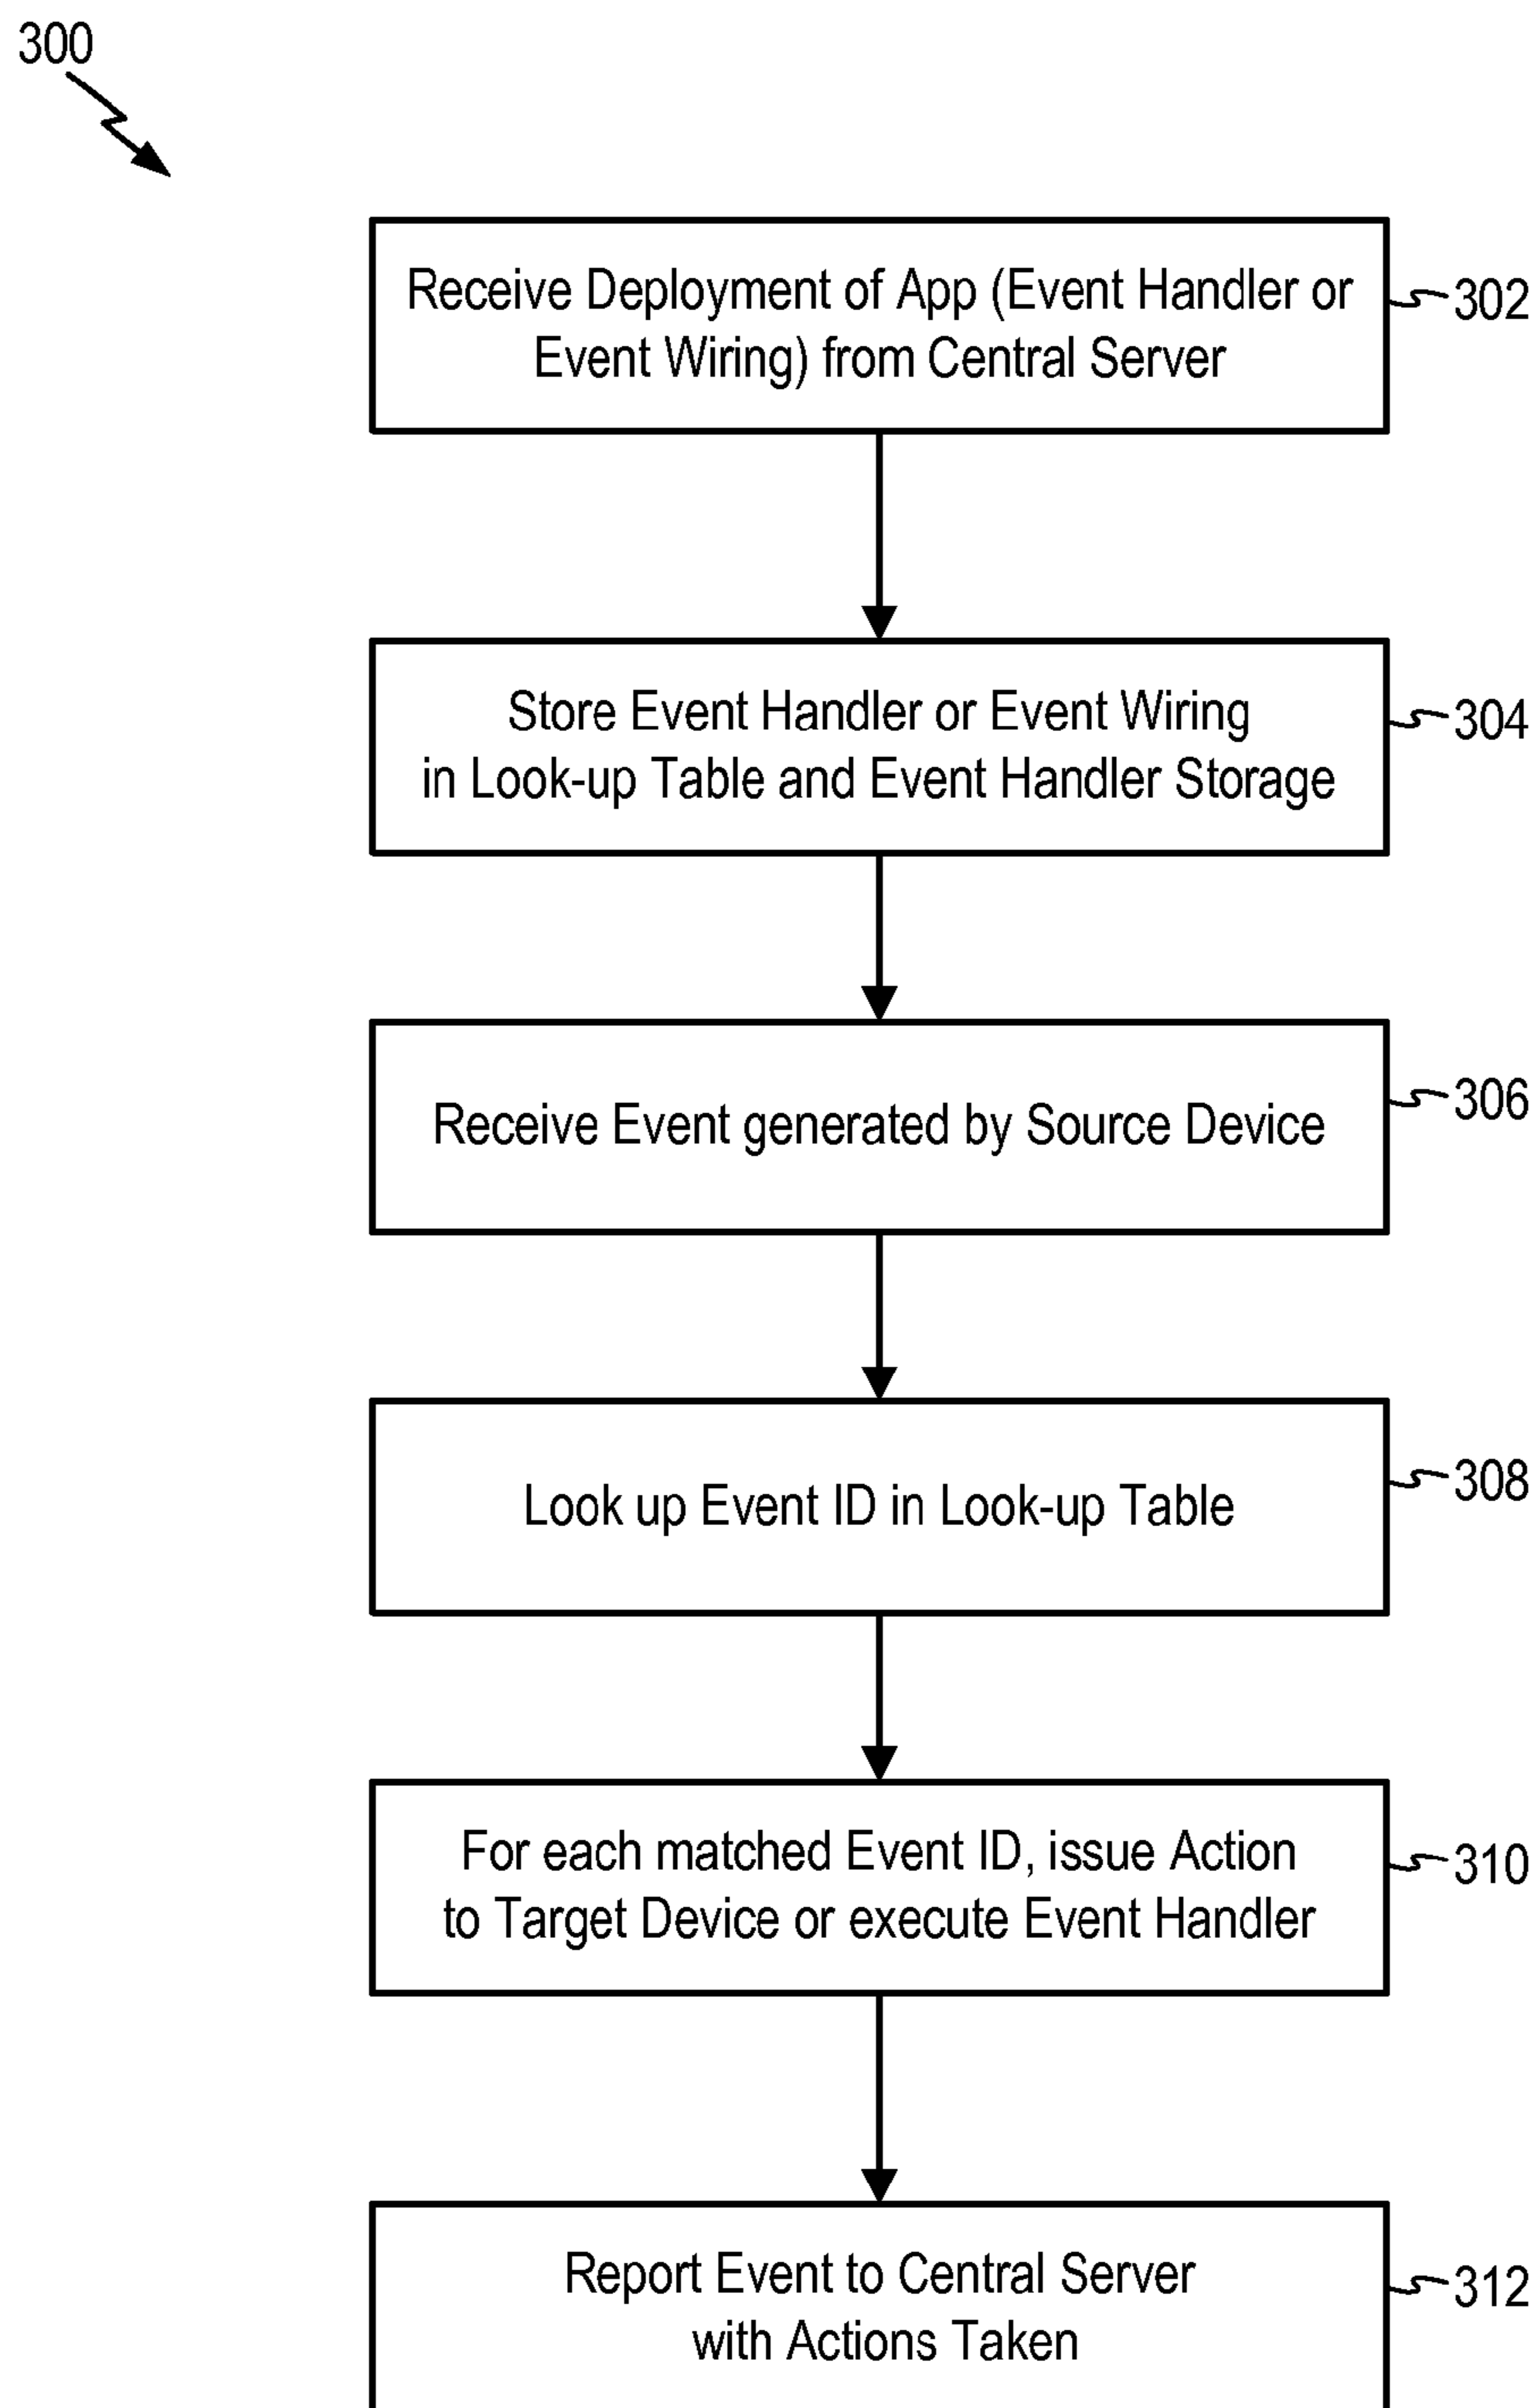 300
Receive Deployment of App (Event Handler or
Event Wiring) from Central Server
302
Store Event Handler or Event Wiring
in Look-up Table and Event Handler Storage
304
Receive Event generated by Source Device
306
Look up Event ID in Look-up Table
308
For each matched Event ID, issue Action
to Target Device or execute Event Handler
310
Report Event to Central Server
with Actions Taken
312